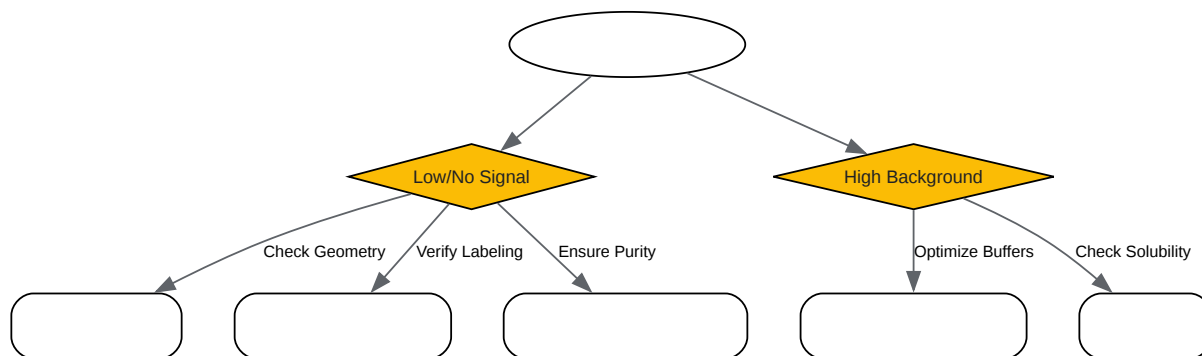 Low/No Signal
High Background
Check Geometry
Verify Labeling
Ensure Purity
Optimize Buffers
Check Solubility